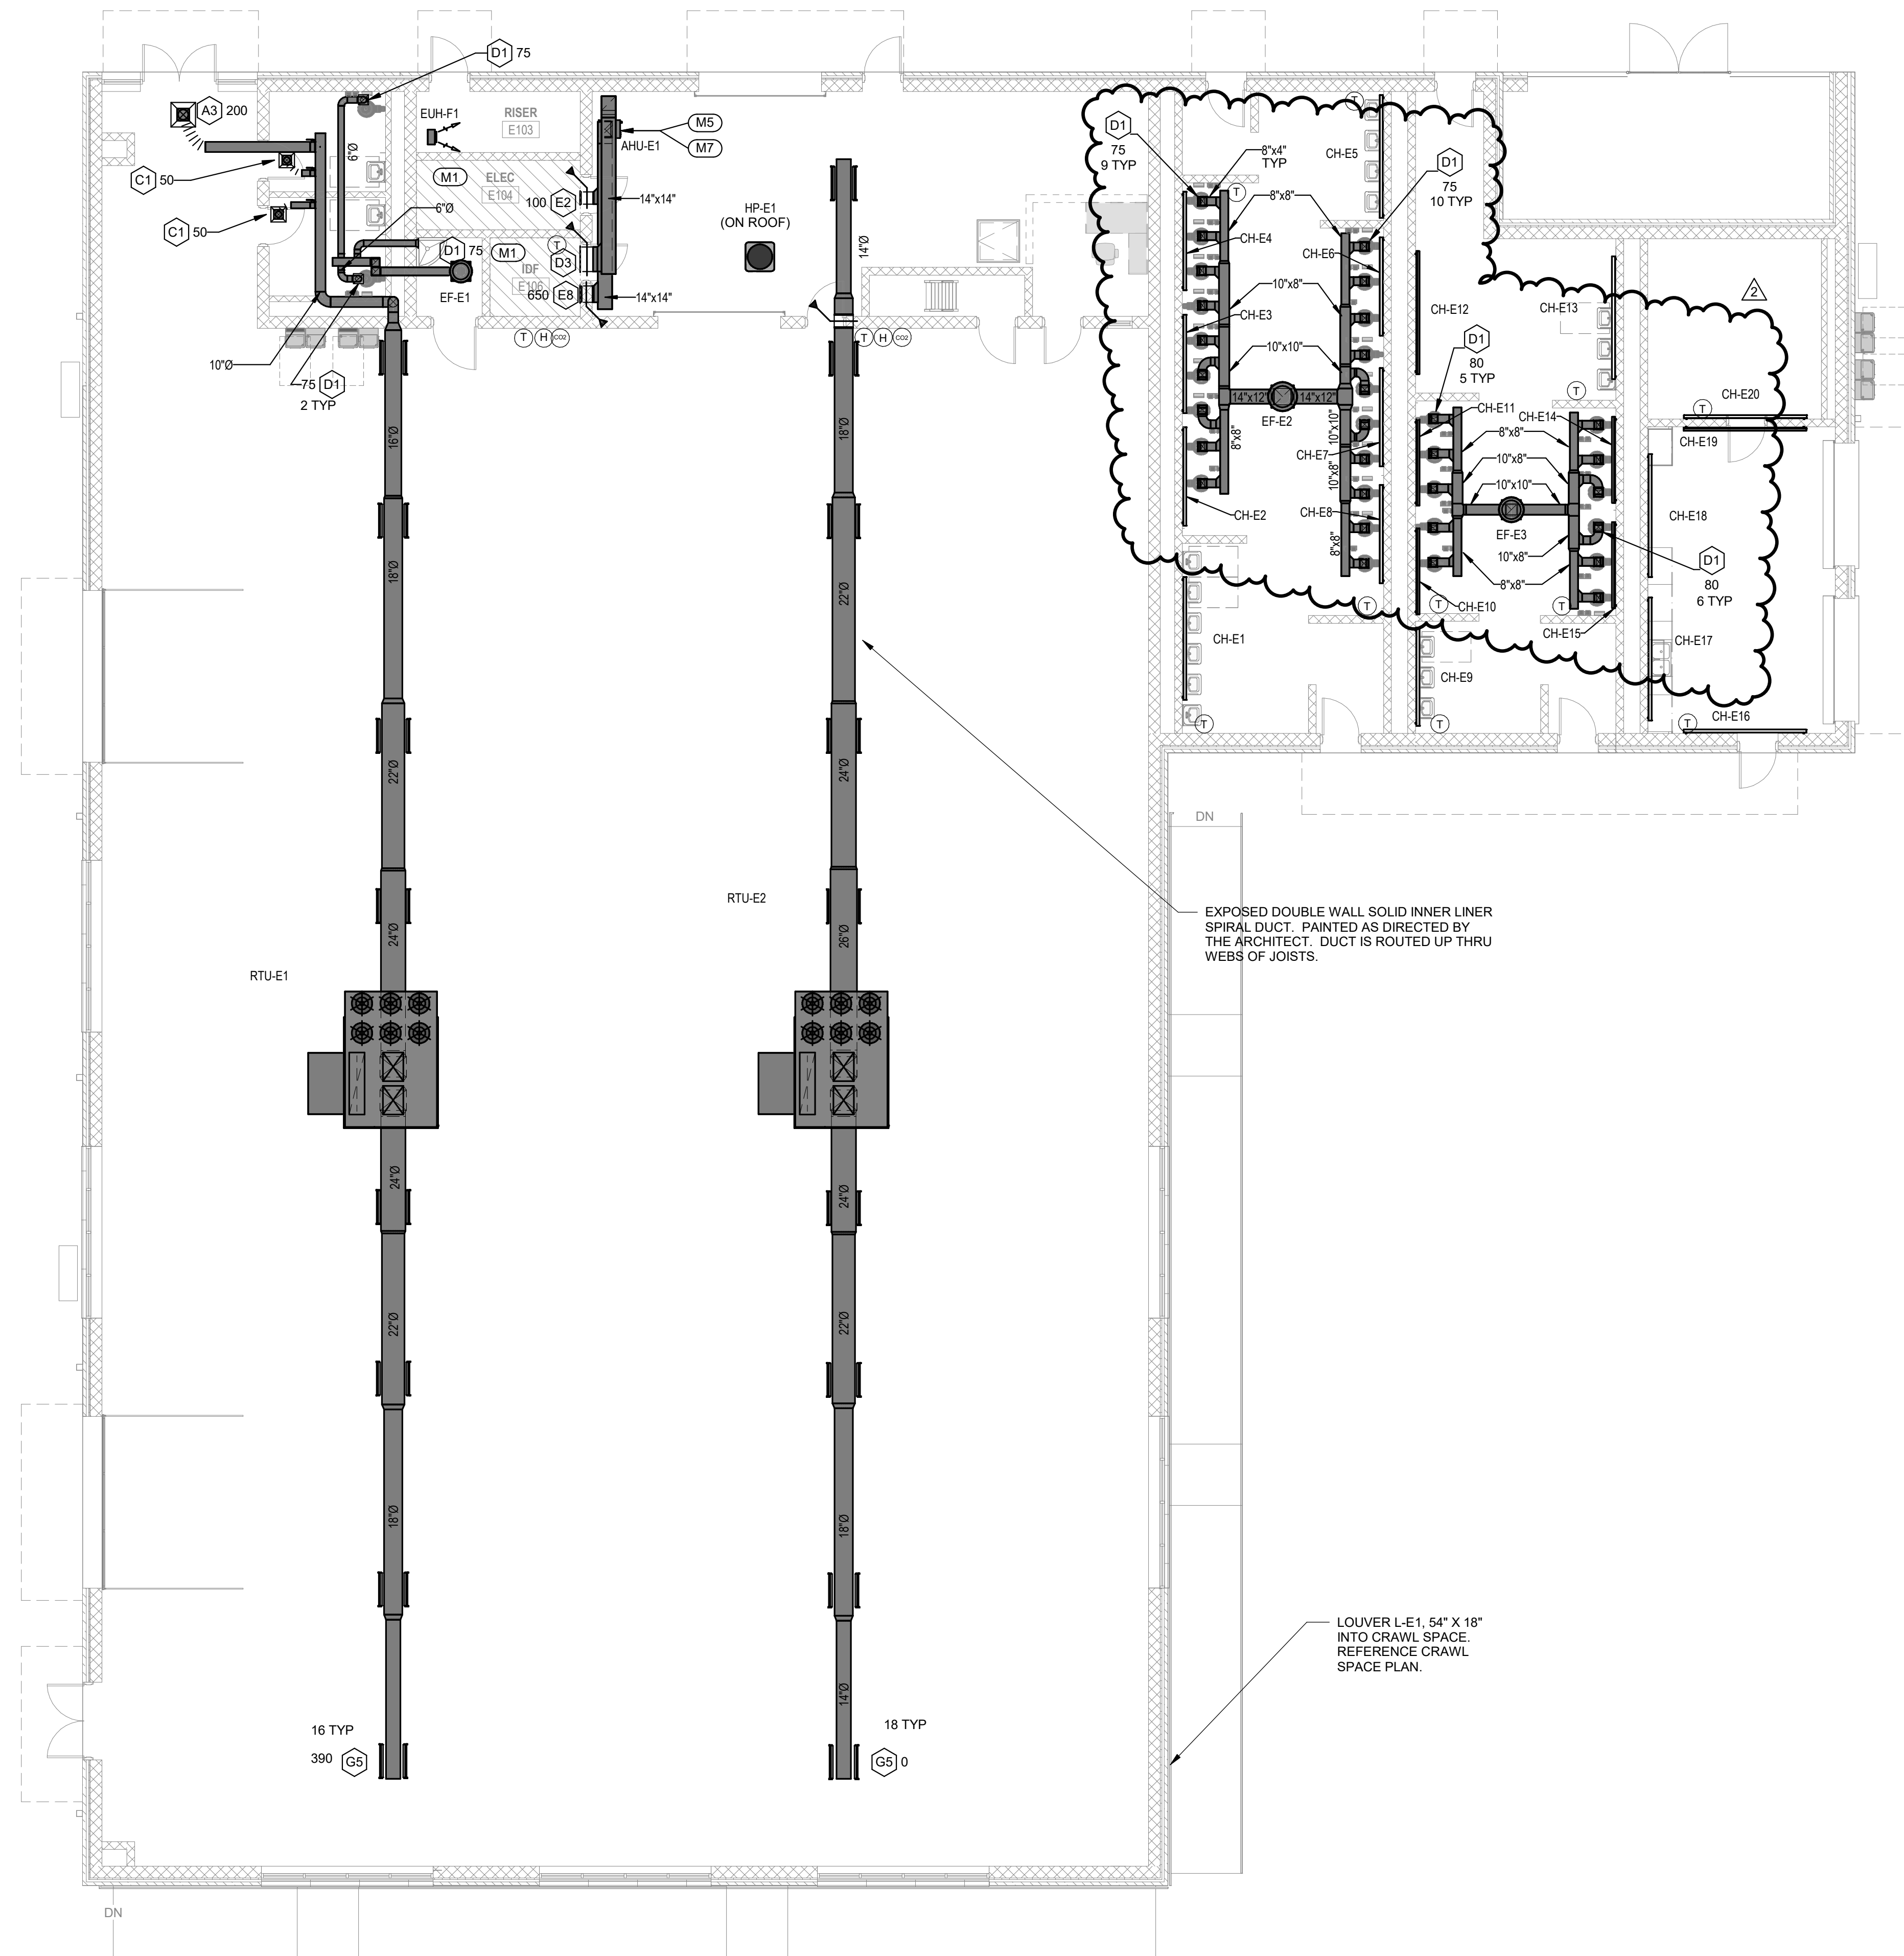 D1 75
A3 200
EUH-F1
RISER
E103
M5
M7
AHU-E1
6"Ø
C1 50
C1 50
M1
ELEC
E104
100 E2
14"x14"
6"Ø
D1 75
M1
T
D3
IDF
E106
650 E8
14"x14"
EF-E1
HP-E1
(ON ROOF)
14"Ø
10"Ø
75 D1
2 TYP
T H CO2
T H CO2
D1
75
9 TYP
8"x4"
TYP
T
T
CH-E5
D1
75
10 TYP
8"x8"
CH-E4
CH-E6
10"x8"
CH-E3
10"x10"
14"x12"
14"x12"
EF-E2
8"x8"
10"x10"
CH-E7
10"x8"
CH-E2
CH-E8
8"x8"
CH-E12
CH-E13
2
D1
80
5 TYP
T
CH-E11
CH-E14
8"x8"
10"x8"
10"x10"
EF-E3
10"x8"
8"x8"
D1
80
6 TYP
CH-E20
T
CH-E19
CH-E18
T
T
CH-E10
T
CH-E15
CH-E17
CH-E1
CH-E9
CH-E16
T
T
T
16"Ø
18"Ø
18"Ø
22"Ø
22"Ø
24"Ø
24"Ø
26"Ø
DN
RTU-E2
RTU-E1
EXPOSED DOUBLE WALL SOLID INNER LINER
SPIRAL DUCT. PAINTED AS DIRECTED BY
THE ARCHITECT. DUCT IS ROUTED UP THRU
WEBS OF JOISTS.
24"Ø
24"Ø
22"Ø
22"Ø
18"Ø
18"Ø
14"Ø
LOUVER L-E1, 54" X 18"
INTO CRAWL SPACE.
REFERENCE CRAWL
SPACE PLAN.
16 TYP
390 G5
18 TYP
G5 0
DN